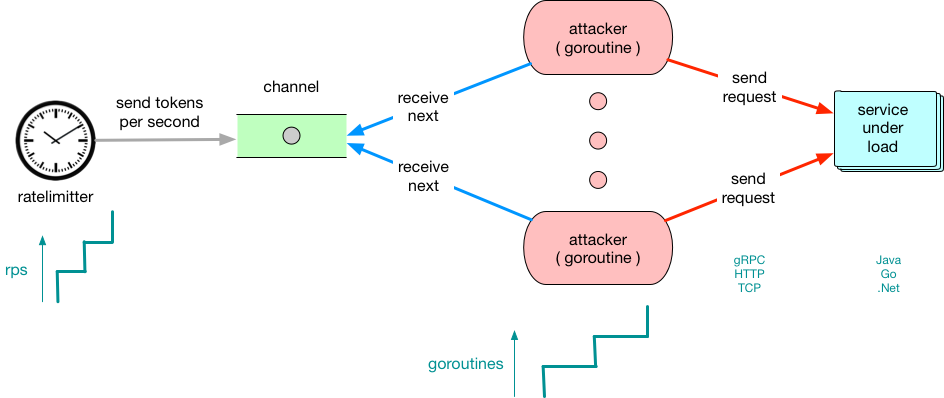 attacker
( goroutine )
send
request
channel
send tokens
per second
receive
next
service
under
load
ratelimitter
receive
next
send
request
attacker
( goroutine )
rps
gRPC
HTTP
TCP
Java
Go
.Net
goroutines